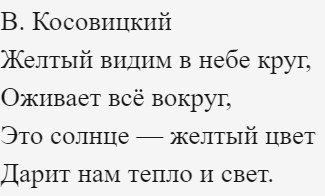 В. Косовицкий
Желтый видим в небе круг,
Оживает всё вокруг,
Это солнце — желтый цвет
Дарит нам тепло и свет.